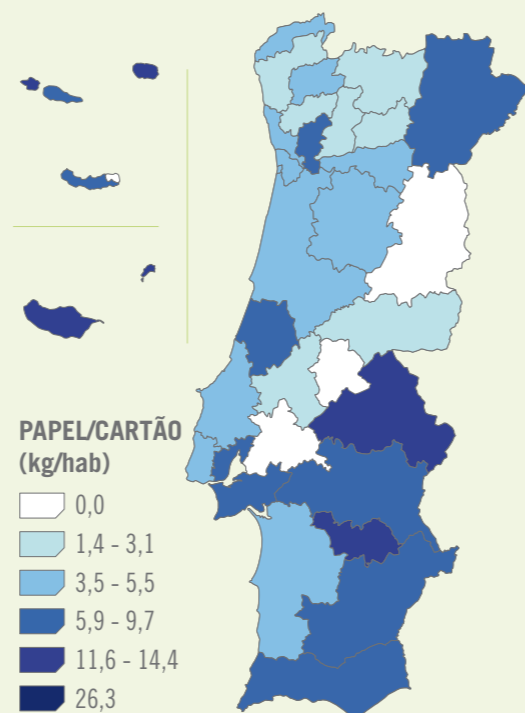 PAPEL/CARTÃO
(kg/hab)
0,0
1,4 - 3,1
3,5 - 5,5
5,9 - 9,7
11,6 - 14,4
26,3